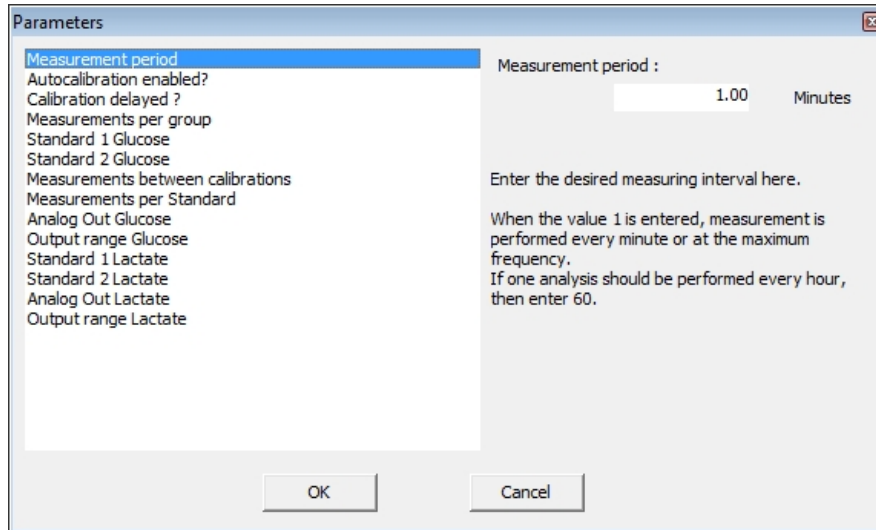 Parameters
Measurement period
Autocalibration enabled?
Calibration delayed ?
Measurements per group
Standard 1 Glucose
Standard 2 Glucose
Measurements between calibrations
Measurements per Standard
Analog Out Glucose
Output range Glucose
Standard 1 Lactate
Standard 2 Lactate
Analog Out Lactate
Output range Lactate
Measurement period :
1.00 Minutes
Enter the desired measuring interval here.
When the value 1 is entered, measurement is
performed every minute or at the maximum
frequency.
If one analysis should be performed every hour,
then enter 60.
OK Cancel